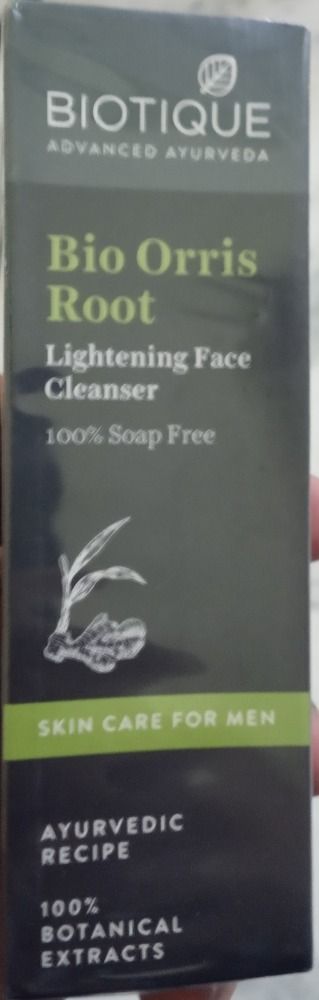 BIOTIQUE
ADVANCED AYURVEDA
Bio Orris
Root
Lightening Face
Cleanser
100% Soap Free
SKIN CARE FOR MEN
AYURVEDIC
RECIPE
100%
BOTANICAL
EXTRACTS